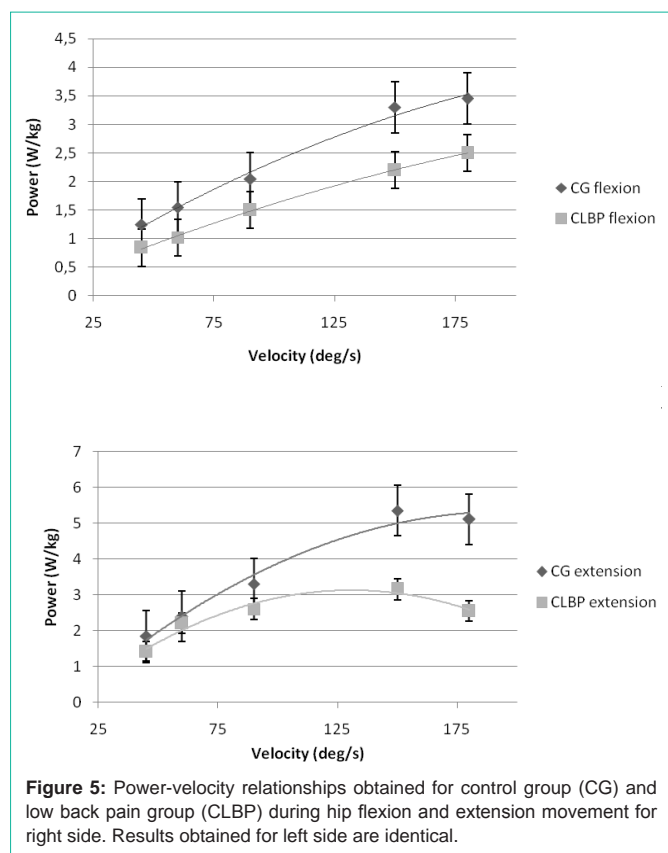 4,5
4
3,5
3
2,5
2
1,5
1
0,5
0
Power (W/kg)
25 75 125 175
Velocity (deg/s)
CG flexion
CLBP flexion
7
6
5
4
3
2
1
0
Power (W/kg)
25 75 125 175
Velocity (deg/s)
CG extension
CLBP extension
Figure 5: Power-velocity relationships obtained for control group (CG) and
low back pain group (CLBP) during hip flexion and extension movement for
right side. Results obtained for left side are identical.